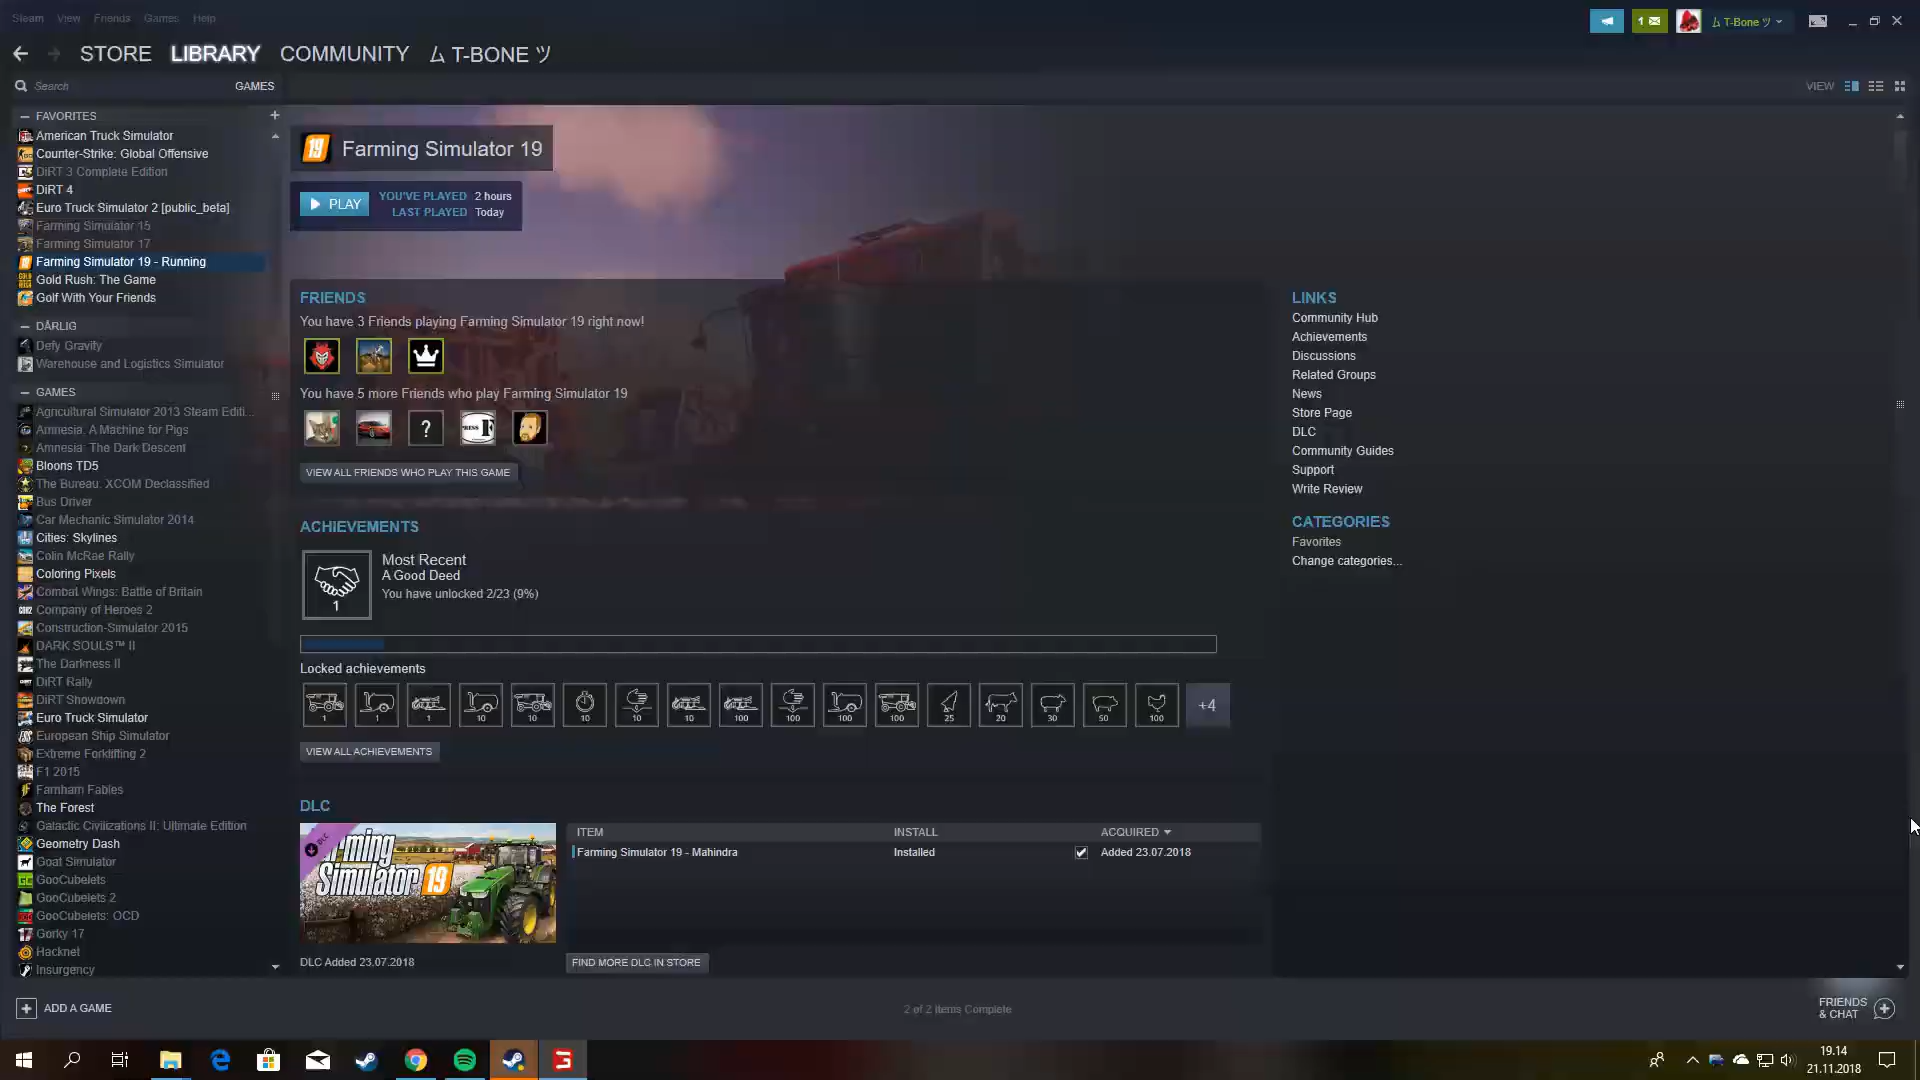 Steam View Friends Games Help
1
ム T-Bone ツ
STORE LIBRARY COMMUNITY ム T-BONE ツ
Search
GAMES
VIEW
FAVORITES
American Truck Simulator
Counter-Strike: Global Offensive
DiRT 3 Complete Edition
DiRT 4
Euro Truck Simulator 2 [public_beta]
Farming Simulator 15
Farming Simulator 17
Farming Simulator 19 - Running
Gold Rush: The Game
Golf With Your Friends
DÅRLIG
Defy Gravity
Warehouse and Logistics Simulator
GAMES
Agricultural Simulator 2013 Steam Editi...
Amnesia: A Machine for Pigs
Amnesia: The Dark Descent
Bloons TD5
The Bureau: XCOM Declassified
Bus Driver
Car Mechanic Simulator 2014
Cities: Skylines
Colin McRae Rally
Coloring Pixels
Combat Wings: Battle of Britain
Company of Heroes 2
Construction-Simulator 2015
DARK SOULS™ II
The Darkness II
DiRT Rally
DiRT Showdown
Euro Truck Simulator
European Ship Simulator
Extreme Forklifting 2
F1 2015
Farnham Fables
The Forest
Galactic Civilizations II: Ultimate Edition
Geometry Dash
Goat Simulator
GooCubelets
GooCubelets 2
GooCubelets: OCD
Gorky 17
Hacknet
Insurgency
19
Farming Simulator 19
PLAY
YOU'VE PLAYED 2 hours
LAST PLAYED Today
FRIENDS
You have 3 Friends playing Farming Simulator 19 right now!
You have 5 more Friends who play Farming Simulator 19
?
VIEW ALL FRIENDS WHO PLAY THIS GAME
ACHIEVEMENTS
Most Recent
A Good Deed
You have unlocked 2/23 (9%)
1
Locked achievements
1 1 1 10 10 10 10 10 100 100 100 100 25 20 30 50 100 +4
VIEW ALL ACHIEVEMENTS
DLC
DLC
Simulator 19
DLC Added 23.07.2018
ITEM INSTALL ACQUIRED
Farming Simulator 19 - Mahindra Installed Added 23.07.2018
FIND MORE DLC IN STORE
LINKS
Community Hub
Achievements
Discussions
Related Groups
News
Store Page
DLC
Community Guides
Support
Write Review
CATEGORIES
Favorites
Change categories...
ADD A GAME
2 of 2 Items Complete
FRIENDS
& CHAT
19.14
21.11.2018